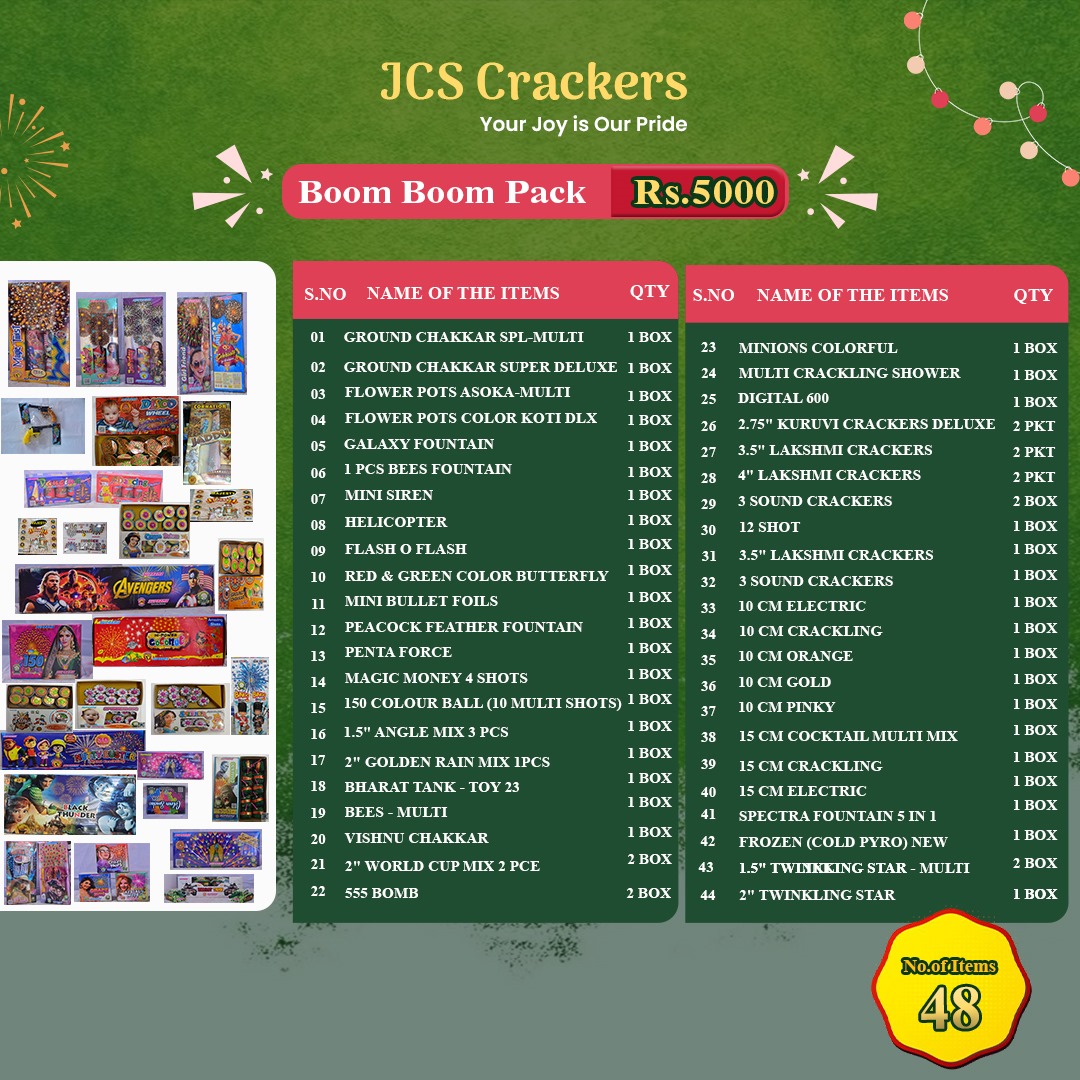 JCS Crackers
Your Joy is Our Pride
Boom Boom Pack Rs.5000
S.NO NAME OF THE ITEMS QTY
01 GROUND CHAKKAR SPL-MULTI 1 BOX
02 GROUND CHAKKAR SUPER DELUXE 1 BOX
03 FLOWER POTS ASOKA-MULTI 1 BOX
04 FLOWER POTS COLOR KOTI DLX 1 BOX
05 GALAXY FOUNTAIN 1 BOX
06 1 PCS BEES FOUNTAIN 1 BOX
07 MINI SIREN 1 BOX
08 HELICOPTER 1 BOX
09 FLASH O FLASH 1 BOX
10 RED & GREEN COLOR BUTTERFLY 1 BOX
11 MINI BULLET FOILS 1 BOX
12 PEACOCK FEATHER FOUNTAIN 1 BOX
13 PENTA FORCE 1 BOX
14 MAGIC MONEY 4 SHOTS 1 BOX
15 150 COLOUR BALL (10 MULTI SHOTS) 1 BOX
16 1.5" ANGLE MIX 3 PCS 1 BOX
17 2" GOLDEN RAIN MIX 1PCS 1 BOX
18 BHARAT TANK - TOY 23 1 BOX
19 BEES - MULTI 1 BOX
20 VISHNU CHAKKAR 1 BOX
21 2" WORLD CUP MIX 2 PCE 2 BOX
22 555 BOMB 2 BOX
S.NO NAME OF THE ITEMS QTY
23 MINIONS COLORFUL 1 BOX
24 MULTI CRACKLING SHOWER 1 BOX
25 DIGITAL 600 1 BOX
26 2.75" KURUVI CRACKERS DELUXE 2 PKT
27 3.5" LAKSHMI CRACKERS 2 PKT
28 4" LAKSHMI CRACKERS 2 PKT
29 3 SOUND CRACKERS 2 BOX
30 12 SHOT 1 BOX
31 3.5" LAKSHMI CRACKERS 1 BOX
32 3 SOUND CRACKERS 1 BOX
33 10 CM ELECTRIC 1 BOX
34 10 CM CRACKLING 1 BOX
35 10 CM ORANGE 1 BOX
36 10 CM GOLD 1 BOX
37 10 CM PINKY 1 BOX
38 15 CM COCKTAIL MULTI MIX 1 BOX
39 15 CM CRACKLING 1 BOX
40 15 CM ELECTRIC 1 BOX
41 SPECTRA FOUNTAIN 5 IN 1 1 BOX
42 FROZEN (COLD PYRO) NEW 1 BOX
43 1.5" TWINKKING STAR - MULTI 2 BOX
44 2" TWINKLING STAR 1 BOX
No.of Items
48
WHEEL
AVENGERS
150
BLACK
THUNDER